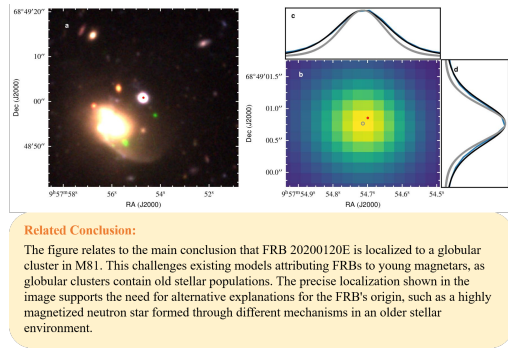 a
68°49′20″
10″
00″
48′50″
Dec (J2000)
9ʰ57ᵐ58ˢ
56ˢ
54ˢ
52ˢ
RA (J2000)
c
b
d
68°49′01.5″
01.0″
00.5″
00.0″
Dec (J2000)
9ʰ57ᵐ54.8ˢ
54.7ˢ
54.6ˢ
54.5ˢ
RA (J2000)
Related Conclusion:
The figure relates to the main conclusion that FRB 20200120E is localized to a globular
cluster in M81. This challenges existing models attributing FRBs to young magnetars, as
globular clusters contain old stellar populations. The precise localization shown in the
image supports the need for alternative explanations for the FRB's origin, such as a highly
magnetized neutron star formed through different mechanisms in an older stellar
environment.